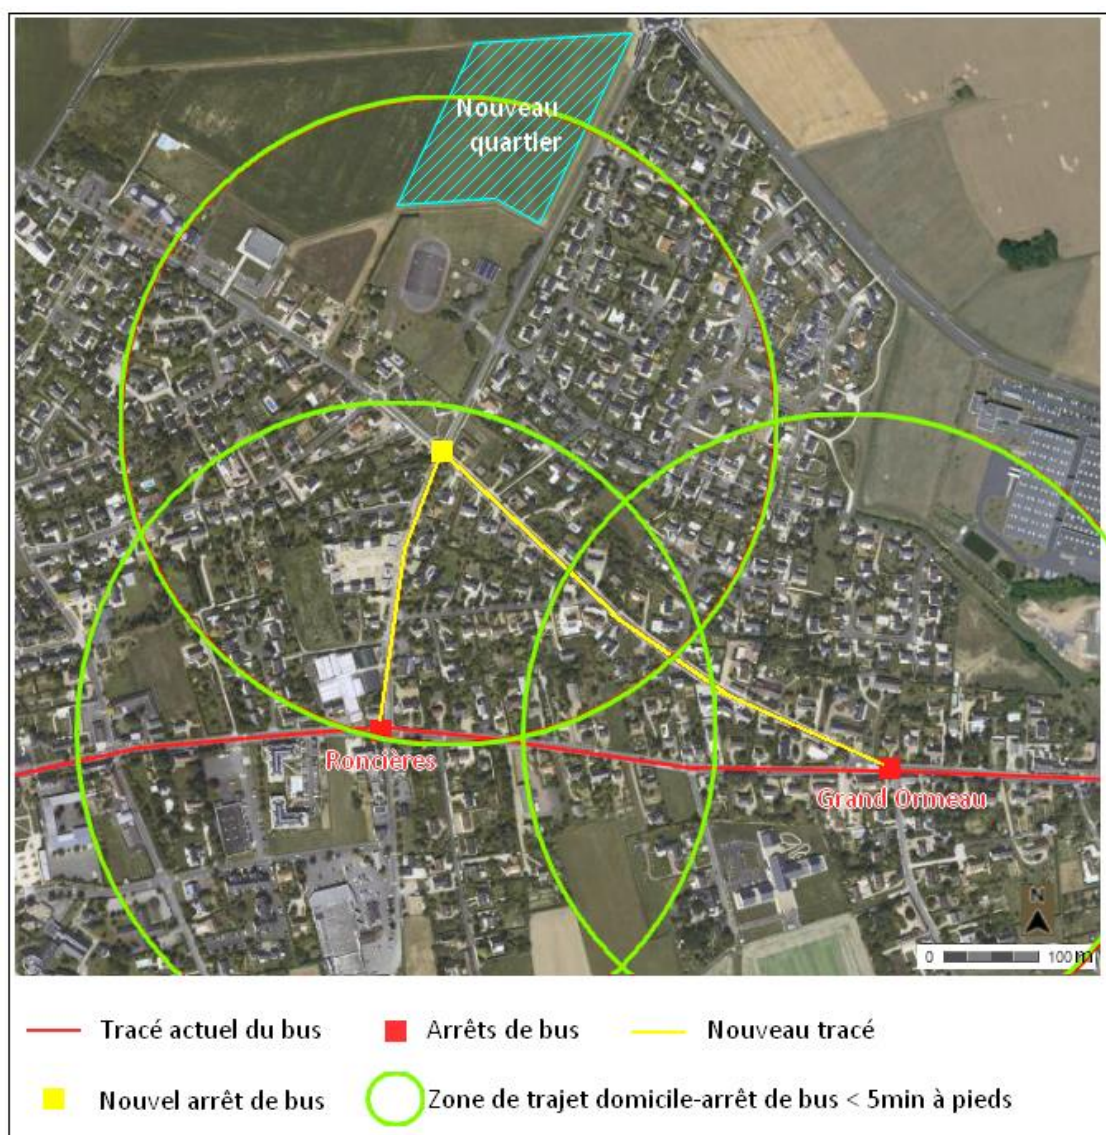 Nouveau
quartier
Roncières
Grand Ormeau
N
0 100 m
Tracé actuel du bus
Arrêts de bus
Nouveau tracé
Nouvel arrêt de bus
Zone de trajet domicile-arrêt de bus < 5min à pieds